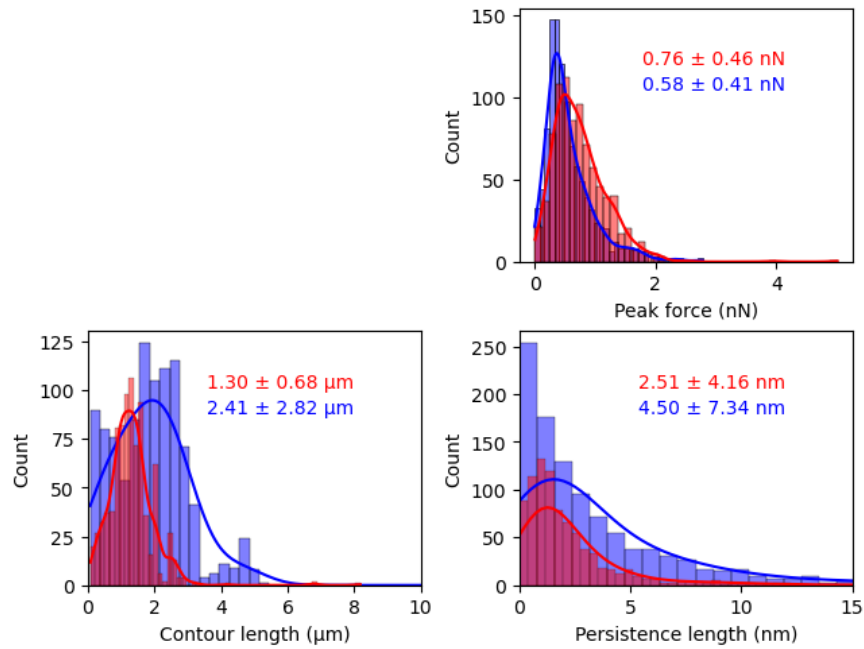 150
100
50
0
Count
0.76 ± 0.46 nN
0.58 ± 0.41 nN
0 2 4
Peak force (nN)
125
100
75
50
25
0
Count
1.30 ± 0.68 μm
2.41 ± 2.82 μm
0 2 4 6 8 10
Contour length (μm)
250
200
150
100
50
0
Count
2.51 ± 4.16 nm
4.50 ± 7.34 nm
0 5 10 15
Persistence length (nm)